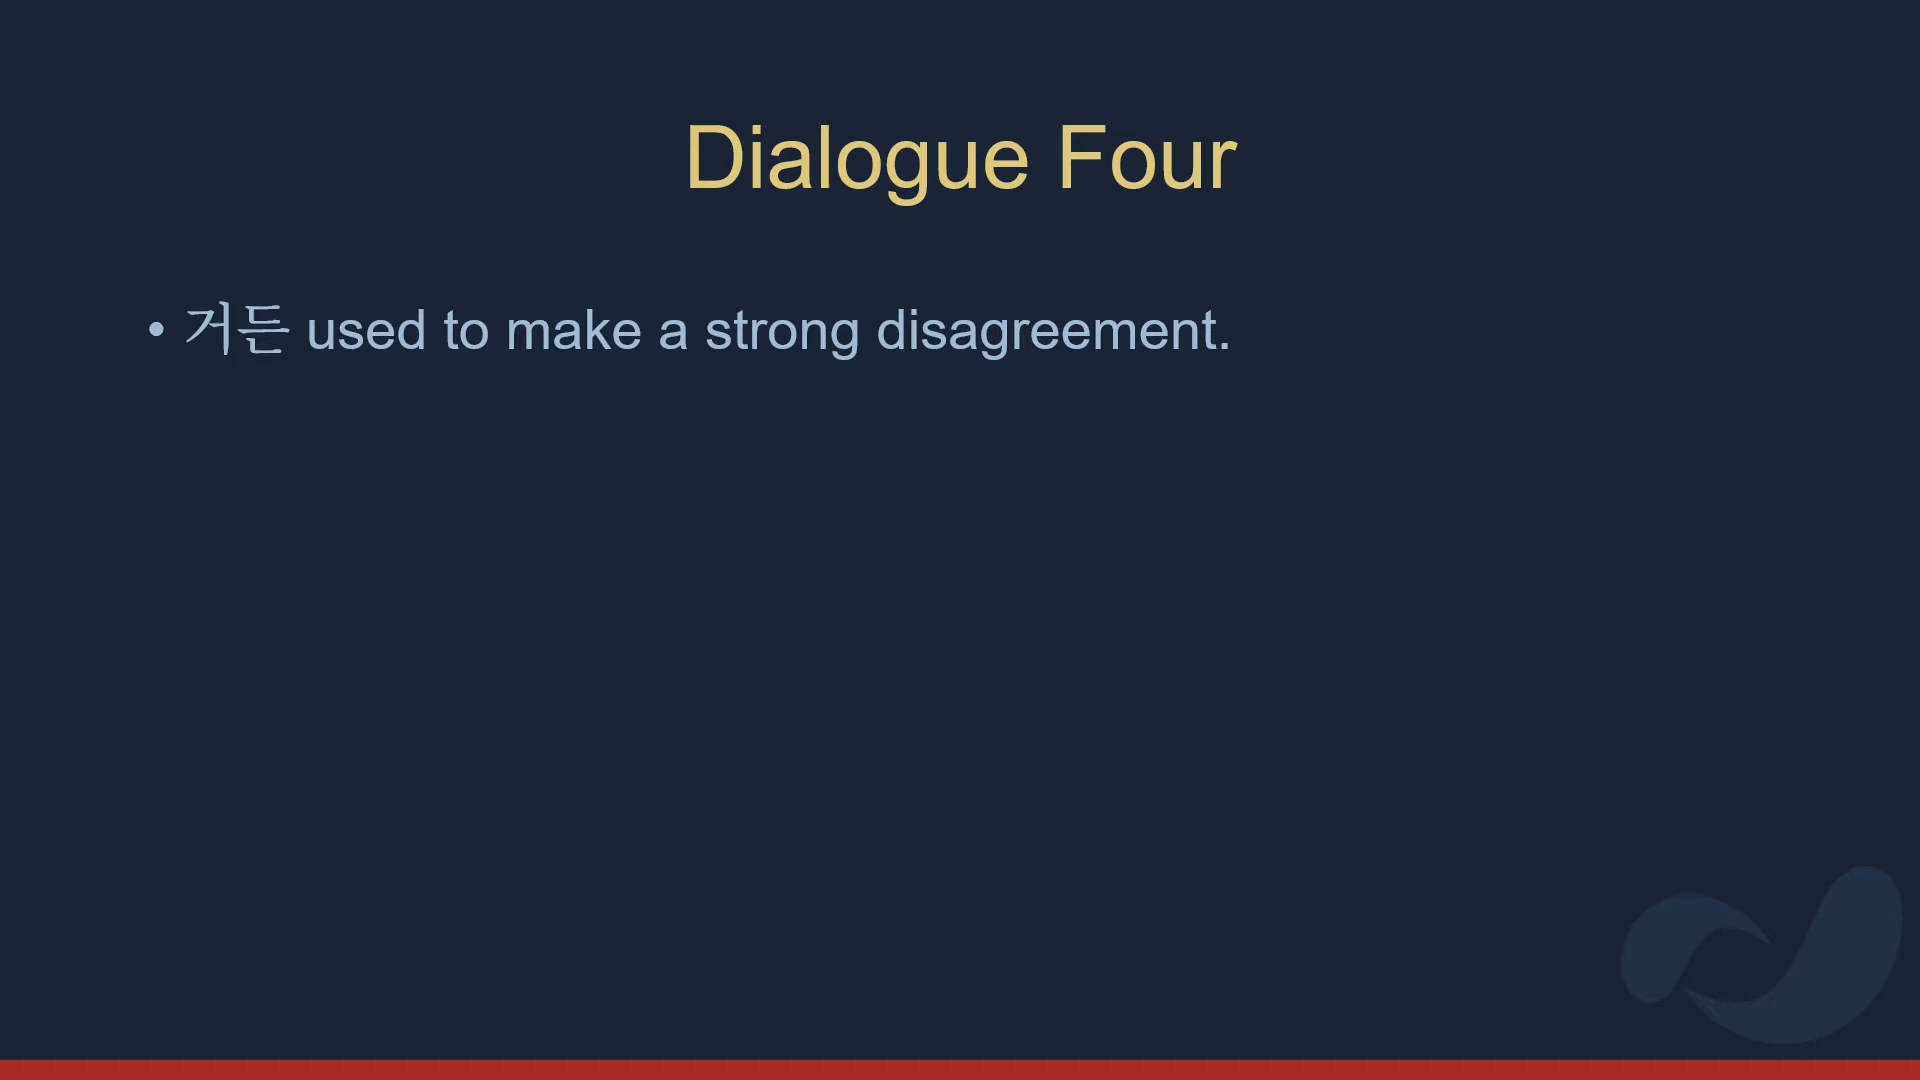 Dialogue Four
• 거든 used to make a strong disagreement.